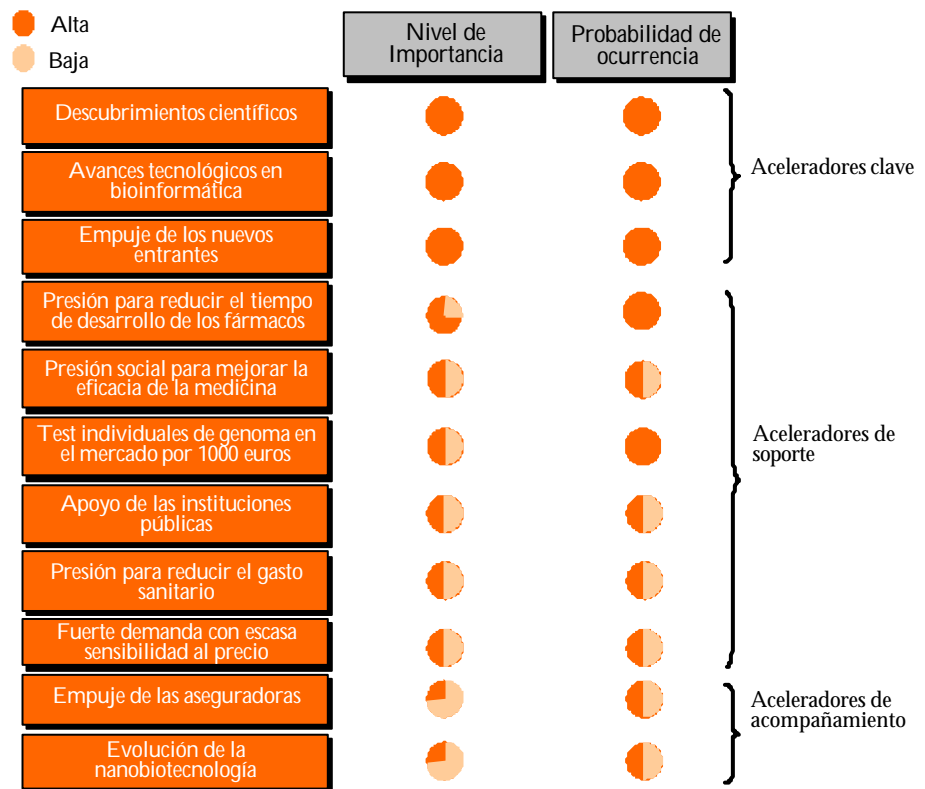 Alta
Baja
Nivel de
Importancia
Probabilidad de
ocurrencia
Descubrimientos científicos
Avances tecnológicos en
bioinformática
Empuje de los nuevos
entrantes
Aceleradores clave
Presión para reducir el tiempo
de desarrollo de los fármacos
Presión social para mejorar la
eficacia de la medicina
Test individuales de genoma en
el mercado por 1000 euros
Apoyo de las instituciones
públicas
Presión para reducir el gasto
sanitario
Fuerte demanda con escasa
sensibilidad al precio
Aceleradores de
soporte
Empuje de las aseguradoras
Evolución de la
nanobiotecnología
Aceleradores de
acompañamiento